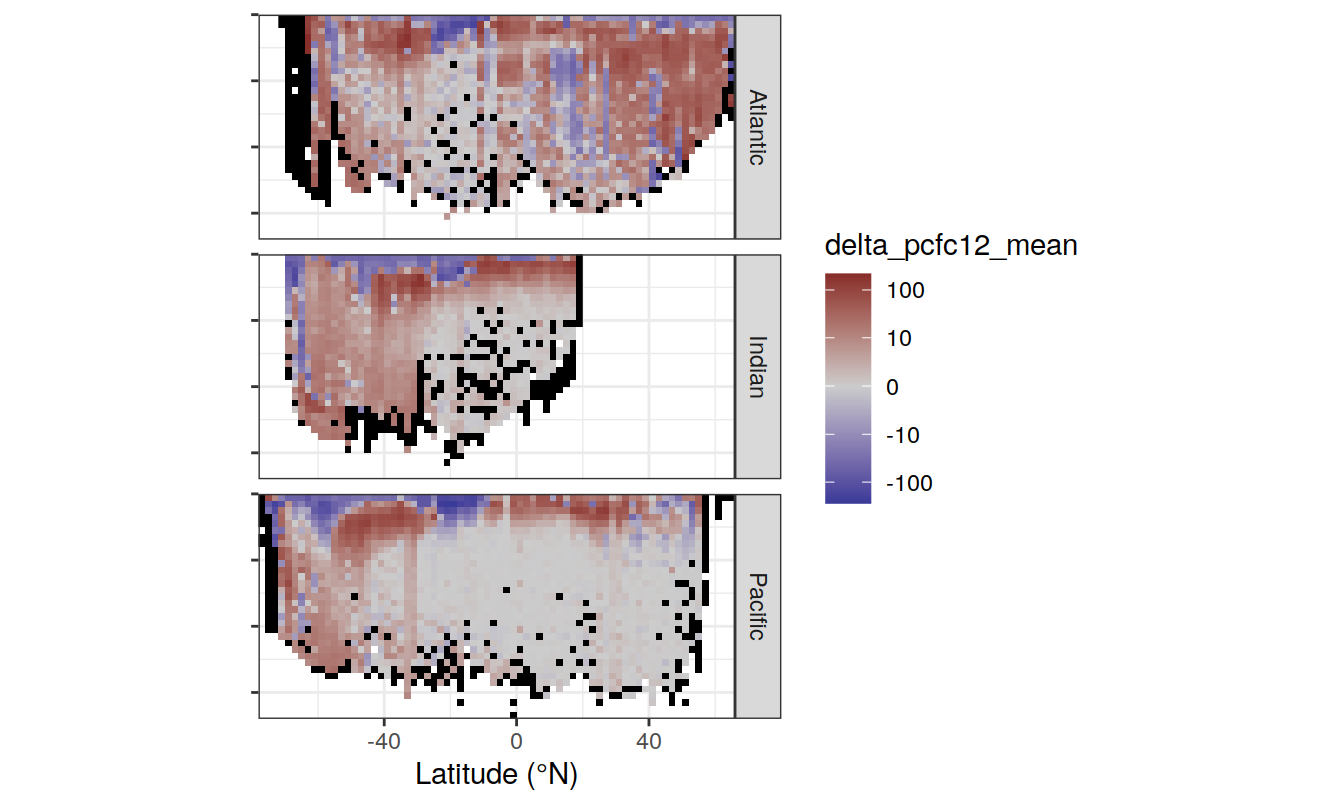 Atlantic
Indian
Pacific
-40 0 40
Latitude (°N)
delta_pcfc12_mean
100
10
0
-10
-100